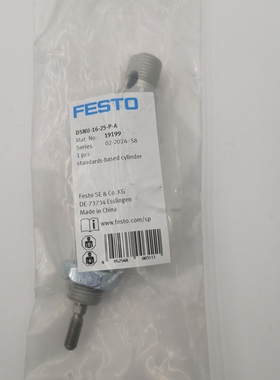 FESTO
DSNU-16-25-P-A
Mat. No. 19199
Series 02-2024: 58
1 pcs
standards-based cylinder
Festo SE & Co. KG
DE-73734 Esslingen
Made in China
www.festo.com/sp